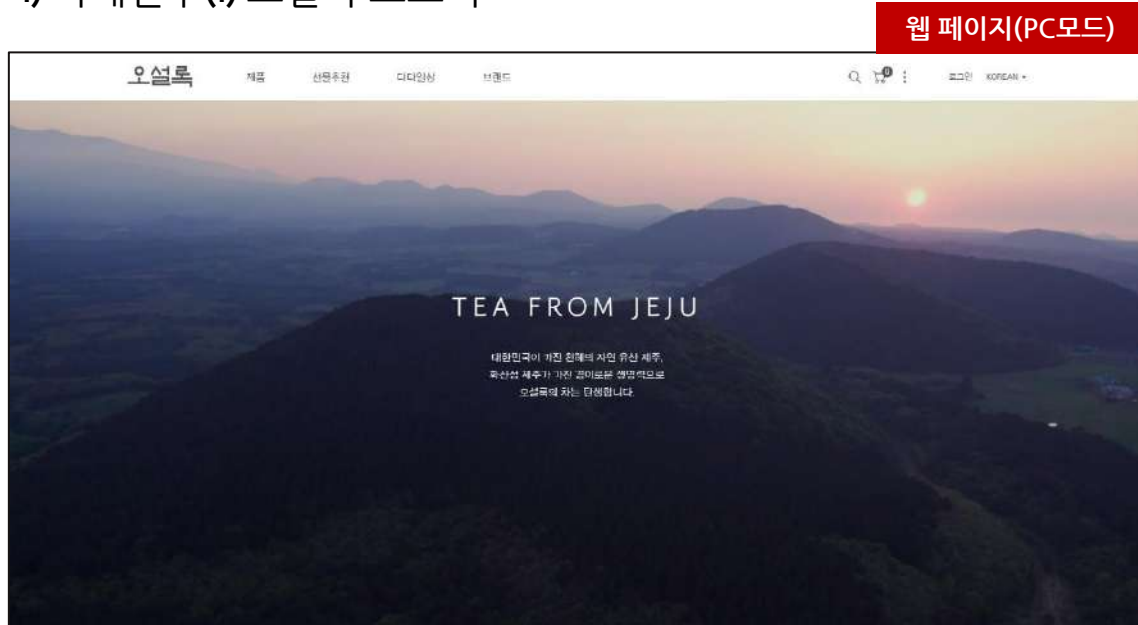 웹 페이지(PC모드)
오설록 제품 선물추천 다다일상 브랜드 0 로그인 KOREAN
TEA FROM JEJU
대한민국이 가진 천혜의 자연 유산 제주,
화산섬 제주가 가진 경이로운 생명력으로
오설록의 차는 탄생합니다.